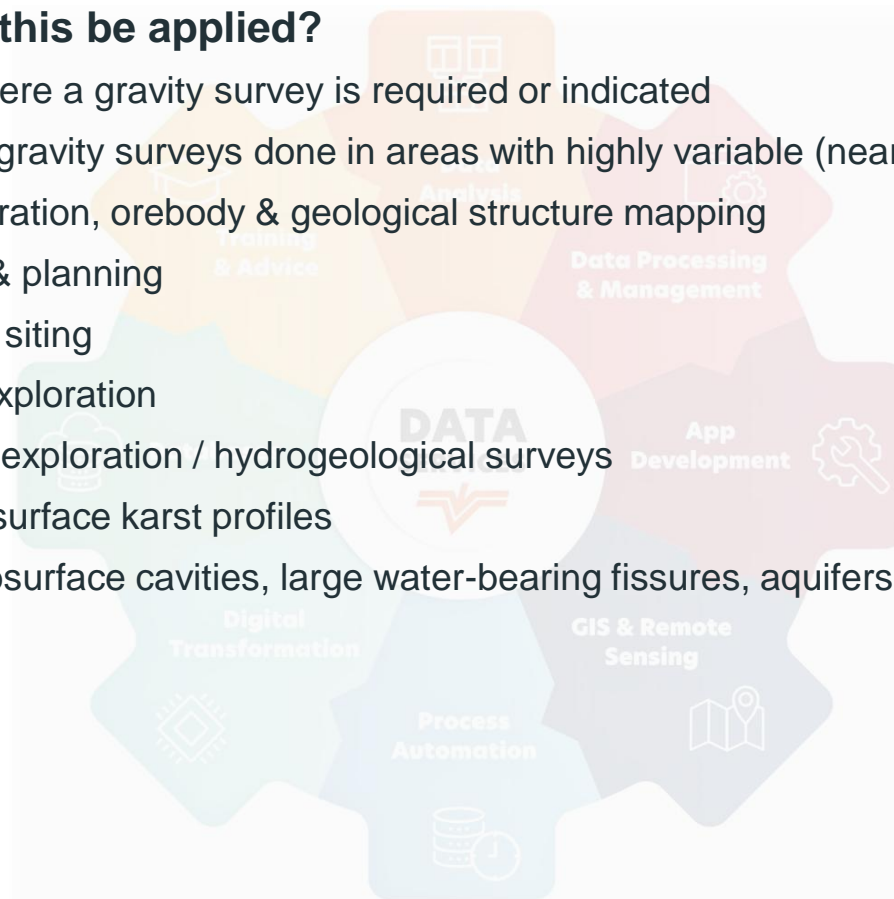 this be applied?
ere a gravity survey is required or indicated
gravity surveys done in areas with highly variable (near
ration, orebody & geological structure mapping
& planning
siting
xploration
exploration / hydrogeological surveys
surface karst profiles
osurface cavities, large water-bearing fissures, aquifers
Analysis
Training
& Advice
Data Processing
& Management
DATA
App
Development
Digital
Transformation
GIS & Remote
Sensing
Process
Automation